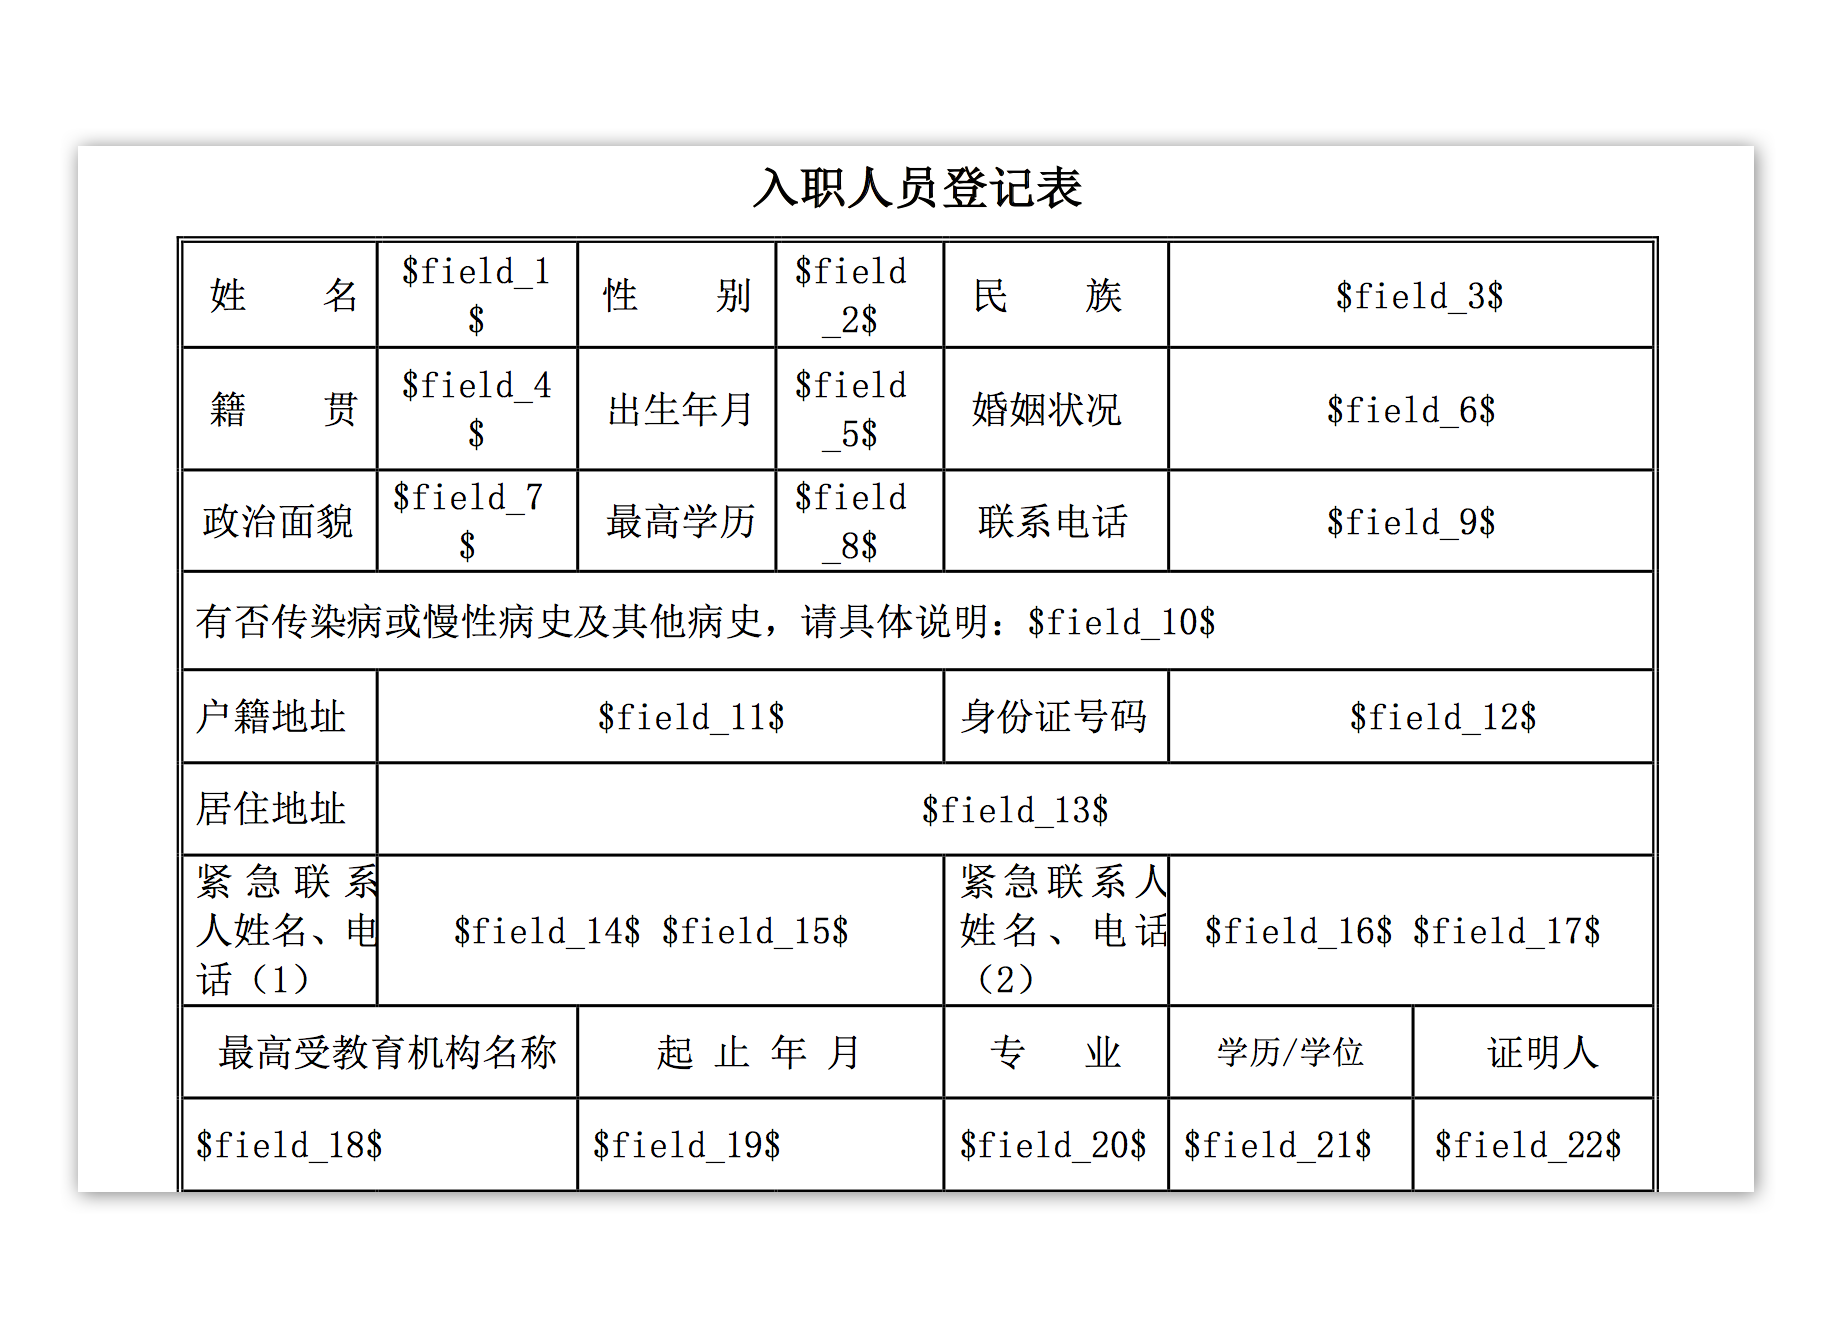 入职人员登记表
姓 名 $field_1$ 性 别 $field_2$ 民 族 $field_3$
籍 贯 $field_4$ 出生年月 $field_5$ 婚姻状况 $field_6$
政治面貌 $field_7$ 最高学历 $field_8$ 联系电话 $field_9$
有否传染病或慢性病史及其他病史，请具体说明：$field_10$
户籍地址 $field_11$ 身份证号码 $field_12$
居住地址 $field_13$
紧急联系人姓名、电话（1） $field_14$ $field_15$ 紧急联系人姓名、电话（2） $field_16$ $field_17$
最高受教育机构名称 起 止 年 月 专 业 学历/学位 证明人
$field_18$ $field_19$ $field_20$ $field_21$ $field_22$